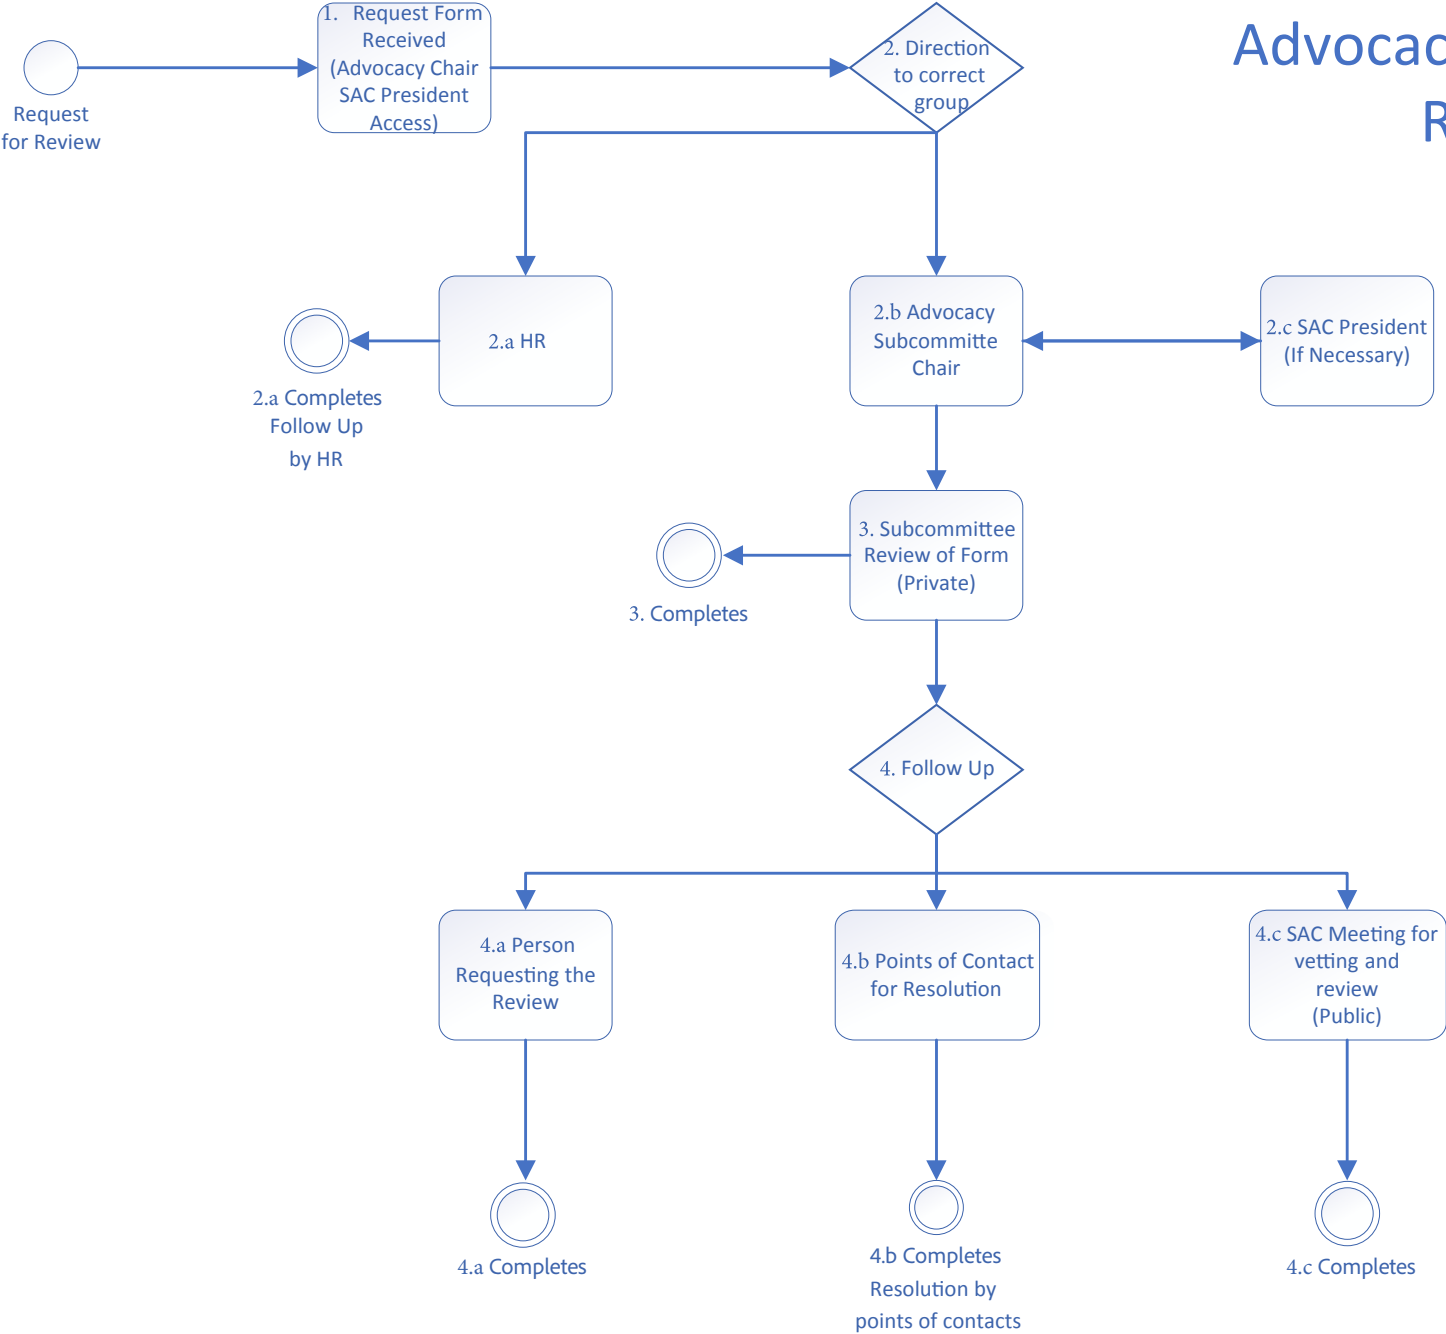 Advocac
R
1. Request Form
Received
(Advocacy Chair
SAC President
Access)
2. Direction
to correct
group
Request
for Review
2.a HR
2.b Advocacy
Subcommitte
Chair
2.c SAC President
(If Necessary)
2.a Completes
Follow Up
by HR
3. Subcommittee
Review of Form
(Private)
3. Completes
4. Follow Up
4.a Person
Requesting the
Review
4.b Points of Contact
for Resolution
4.c SAC Meeting for
vetting and
review
(Public)
4.a Completes
4.b Completes
Resolution by
points of contacts
4.c Completes